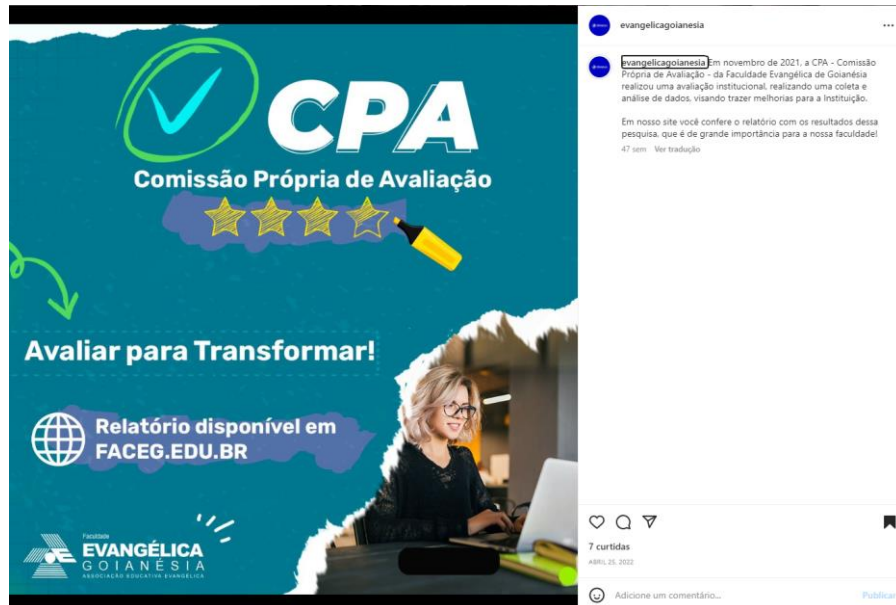 CPA
Comissão Própria de Avaliação
Avaliar para Transformar!
Relatório disponível em
FACEG.EDU.BR
Faculdade
EVANGÉLICA
GOIANÉSIA
ASSOCIAÇÃO EDUCATIVA EVANGÉLICA
evangelicagoianesia
evangelicagoianesia Em novembro de 2021, a CPA - Comissão
Própria de Avaliação - da Faculdade Evangélica de Goianésia
realizou uma avaliação institucional, realizando uma coleta e
análise de dados, visando trazer melhorias para a Instituição.
Em nosso site você confere o relatório com os resultados dessa
pesquisa, que é de grande importância para a nossa faculdade!
47 sem Ver tradução
7 curtidas
ABRIL 25, 2022
Adicione um comentário... Publicar